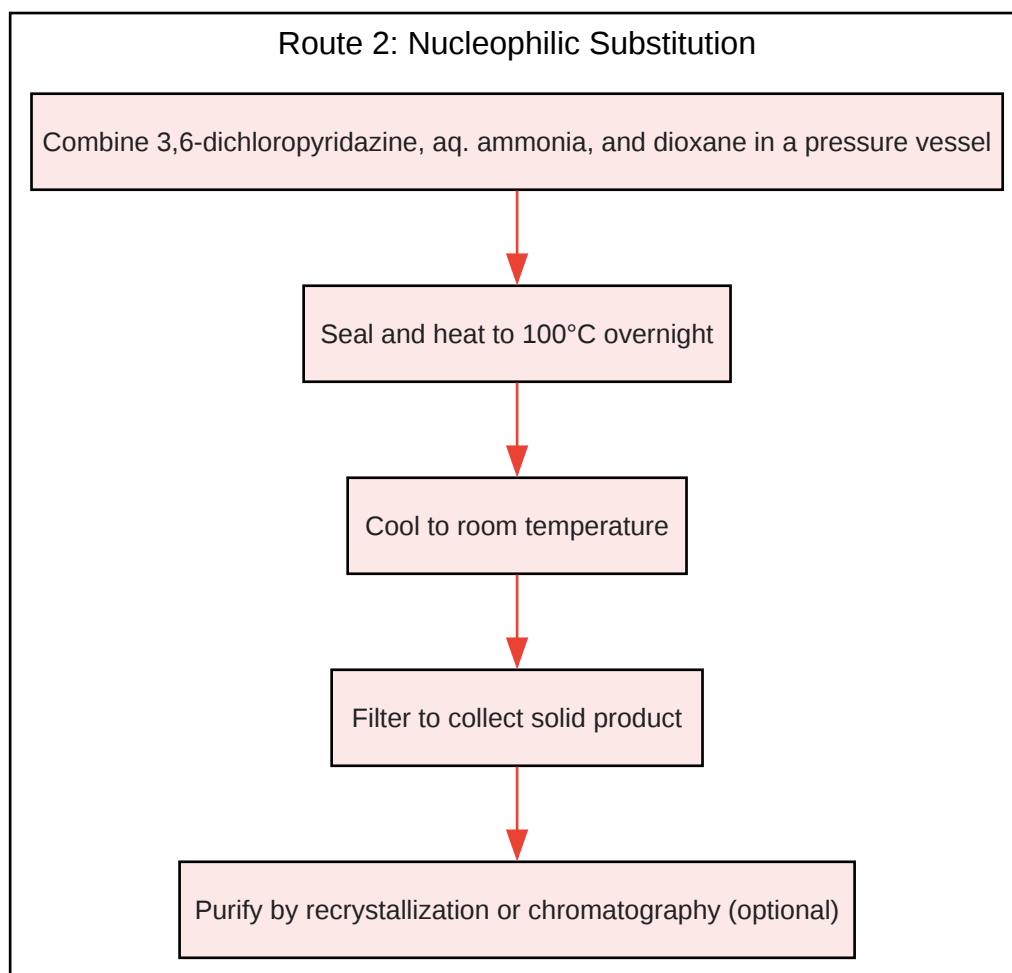 Route 2: Nucleophilic Substitution
Combine 3,6-dichloropyridazine, aq. ammonia, and dioxane in a pressure vessel
Seal and heat to 100°C overnight
Cool to room temperature
Filter to collect solid product
Purify by recrystallization or chromatography (optional)